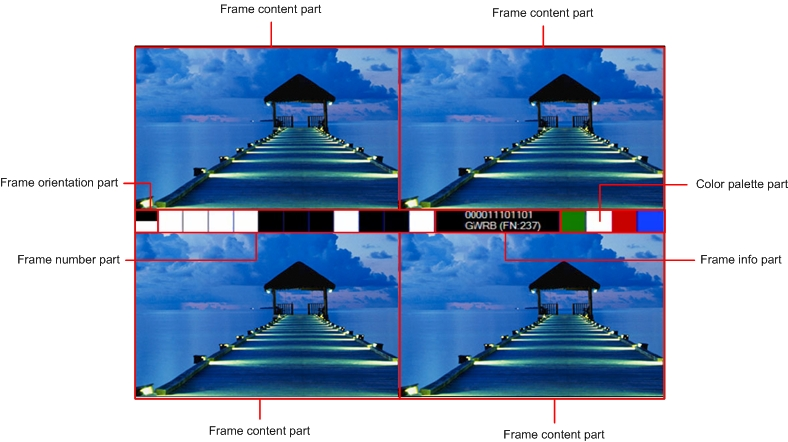 Frame content part
Frame content part
Frame orientation part
Color palette part
000011101101
GWRB (FN:237)
Frame number part
Frame info part
Frame content part
Frame content part